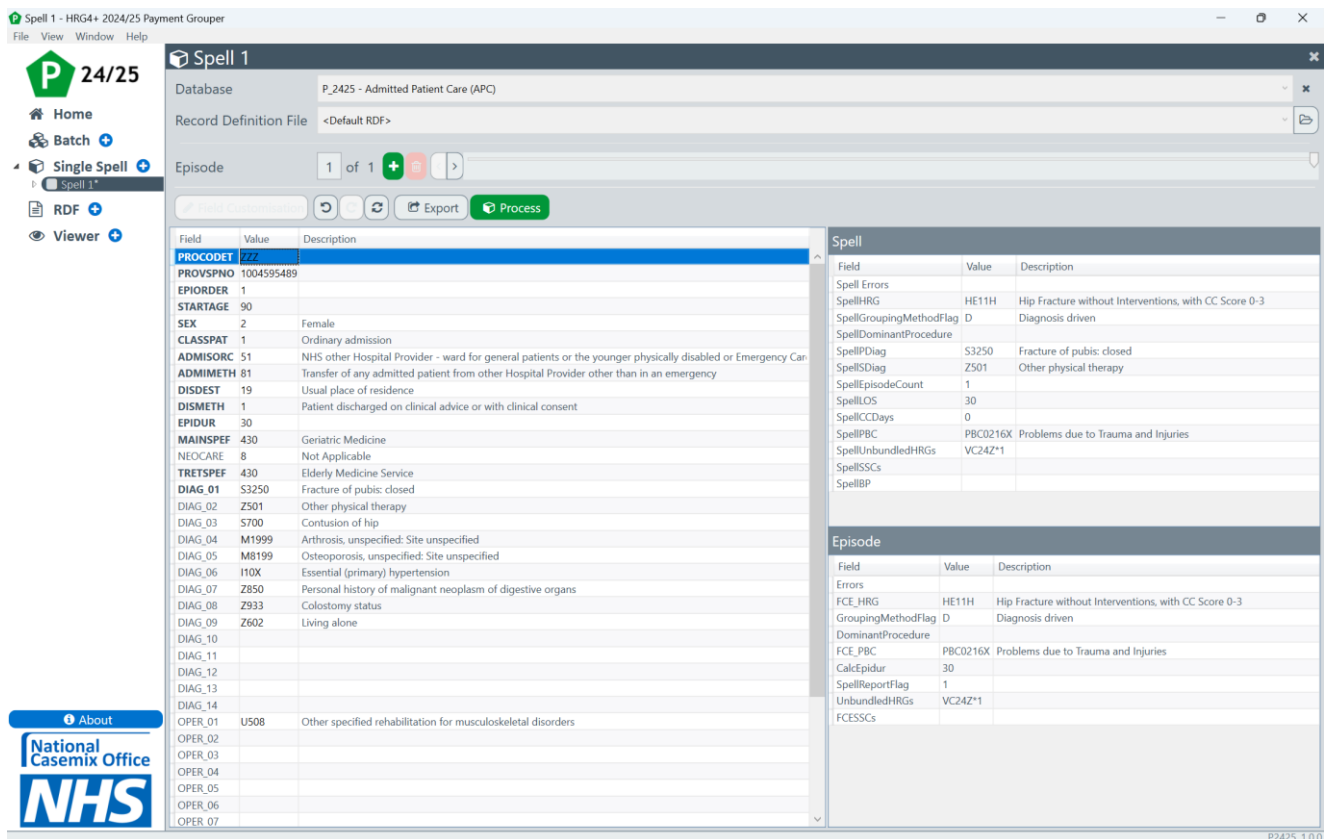 Spell 1 - HRG4+ 2024/25 Payment Grouper
File View Window Help
P 24/25
Home
Batch
Single Spell
Spell 1*
RDF
Viewer
About
National
Casemix Office
NHS
Spell 1
Database P_2425 - Admitted Patient Care (APC)
Record Definition File <Default RDF>
Episode 1 of 1
Field Customisation Export Process
Field Value Description
PROCODET ZZZ
PROVSPNO 1004595489
EPIORDER 1
STARTAGE 90
SEX 2 Female
CLASSPAT 1 Ordinary admission
ADMISORC 51 NHS other Hospital Provider - ward for general patients or the younger physically disabled or Emergency Car
ADMIMETH 81 Transfer of any admitted patient from other Hospital Provider other than in an emergency
DISDEST 19 Usual place of residence
DISMETH 1 Patient discharged on clinical advice or with clinical consent
EPIDUR 30
MAINSPEF 430 Geriatric Medicine
NEOCARE 8 Not Applicable
TRETSPEF 430 Elderly Medicine Service
DIAG_01 S3250 Fracture of pubis: closed
DIAG_02 Z501 Other physical therapy
DIAG_03 S700 Contusion of hip
DIAG_04 M1999 Arthrosis, unspecified: Site unspecified
DIAG_05 M8199 Osteoporosis, unspecified: Site unspecified
DIAG_06 I10X Essential (primary) hypertension
DIAG_07 Z850 Personal history of malignant neoplasm of digestive organs
DIAG_08 Z933 Colostomy status
DIAG_09 Z602 Living alone
DIAG_10
DIAG_11
DIAG_12
DIAG_13
DIAG_14
OPER_01 U508 Other specified rehabilitation for musculoskeletal disorders
OPER_02
OPER_03
OPER_04
OPER_05
OPER_06
OPER_07
Spell
Field Value Description
Spell Errors
SpellHRG HE11H Hip Fracture without Interventions, with CC Score 0-3
SpellGroupingMethodFlag D Diagnosis driven
SpellDominantProcedure
SpellPDiag S3250 Fracture of pubis: closed
SpellSDiag Z501 Other physical therapy
SpellEpisodeCount 1
SpellLOS 30
SpellCCDays 0
SpellPBC PBC0216X Problems due to Trauma and Injuries
SpellUnbundledHRGs VC24Z*1
SpellSSCs
SpellBP
Episode
Field Value Description
Errors
FCE_HRG HE11H Hip Fracture without Interventions, with CC Score 0-3
GroupingMethodFlag D Diagnosis driven
DominantProcedure
FCE_PBC PBC0216X Problems due to Trauma and Injuries
CalcEpidur 30
SpellReportFlag 1
UnbundledHRGs VC24Z*1
FCESSCs
P2425 1.0.0